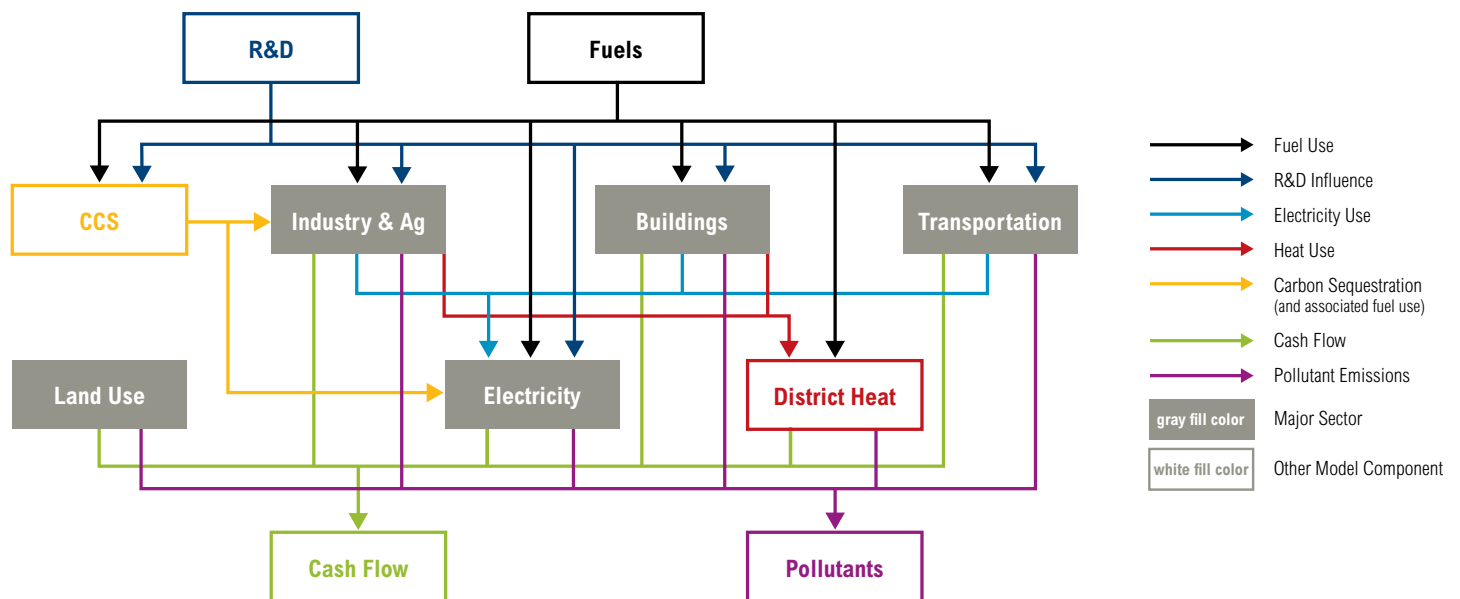 R&D
Fuels
CCS
Industry & Ag
Buildings
Transportation
Land Use
Electricity
District Heat
Cash Flow
Pollutants
Fuel Use
R&D Influence
Electricity Use
Heat Use
Carbon Sequestration
(and associated fuel use)
Cash Flow
Pollutant Emissions
gray fill color
Major Sector
white fill color
Other Model Component